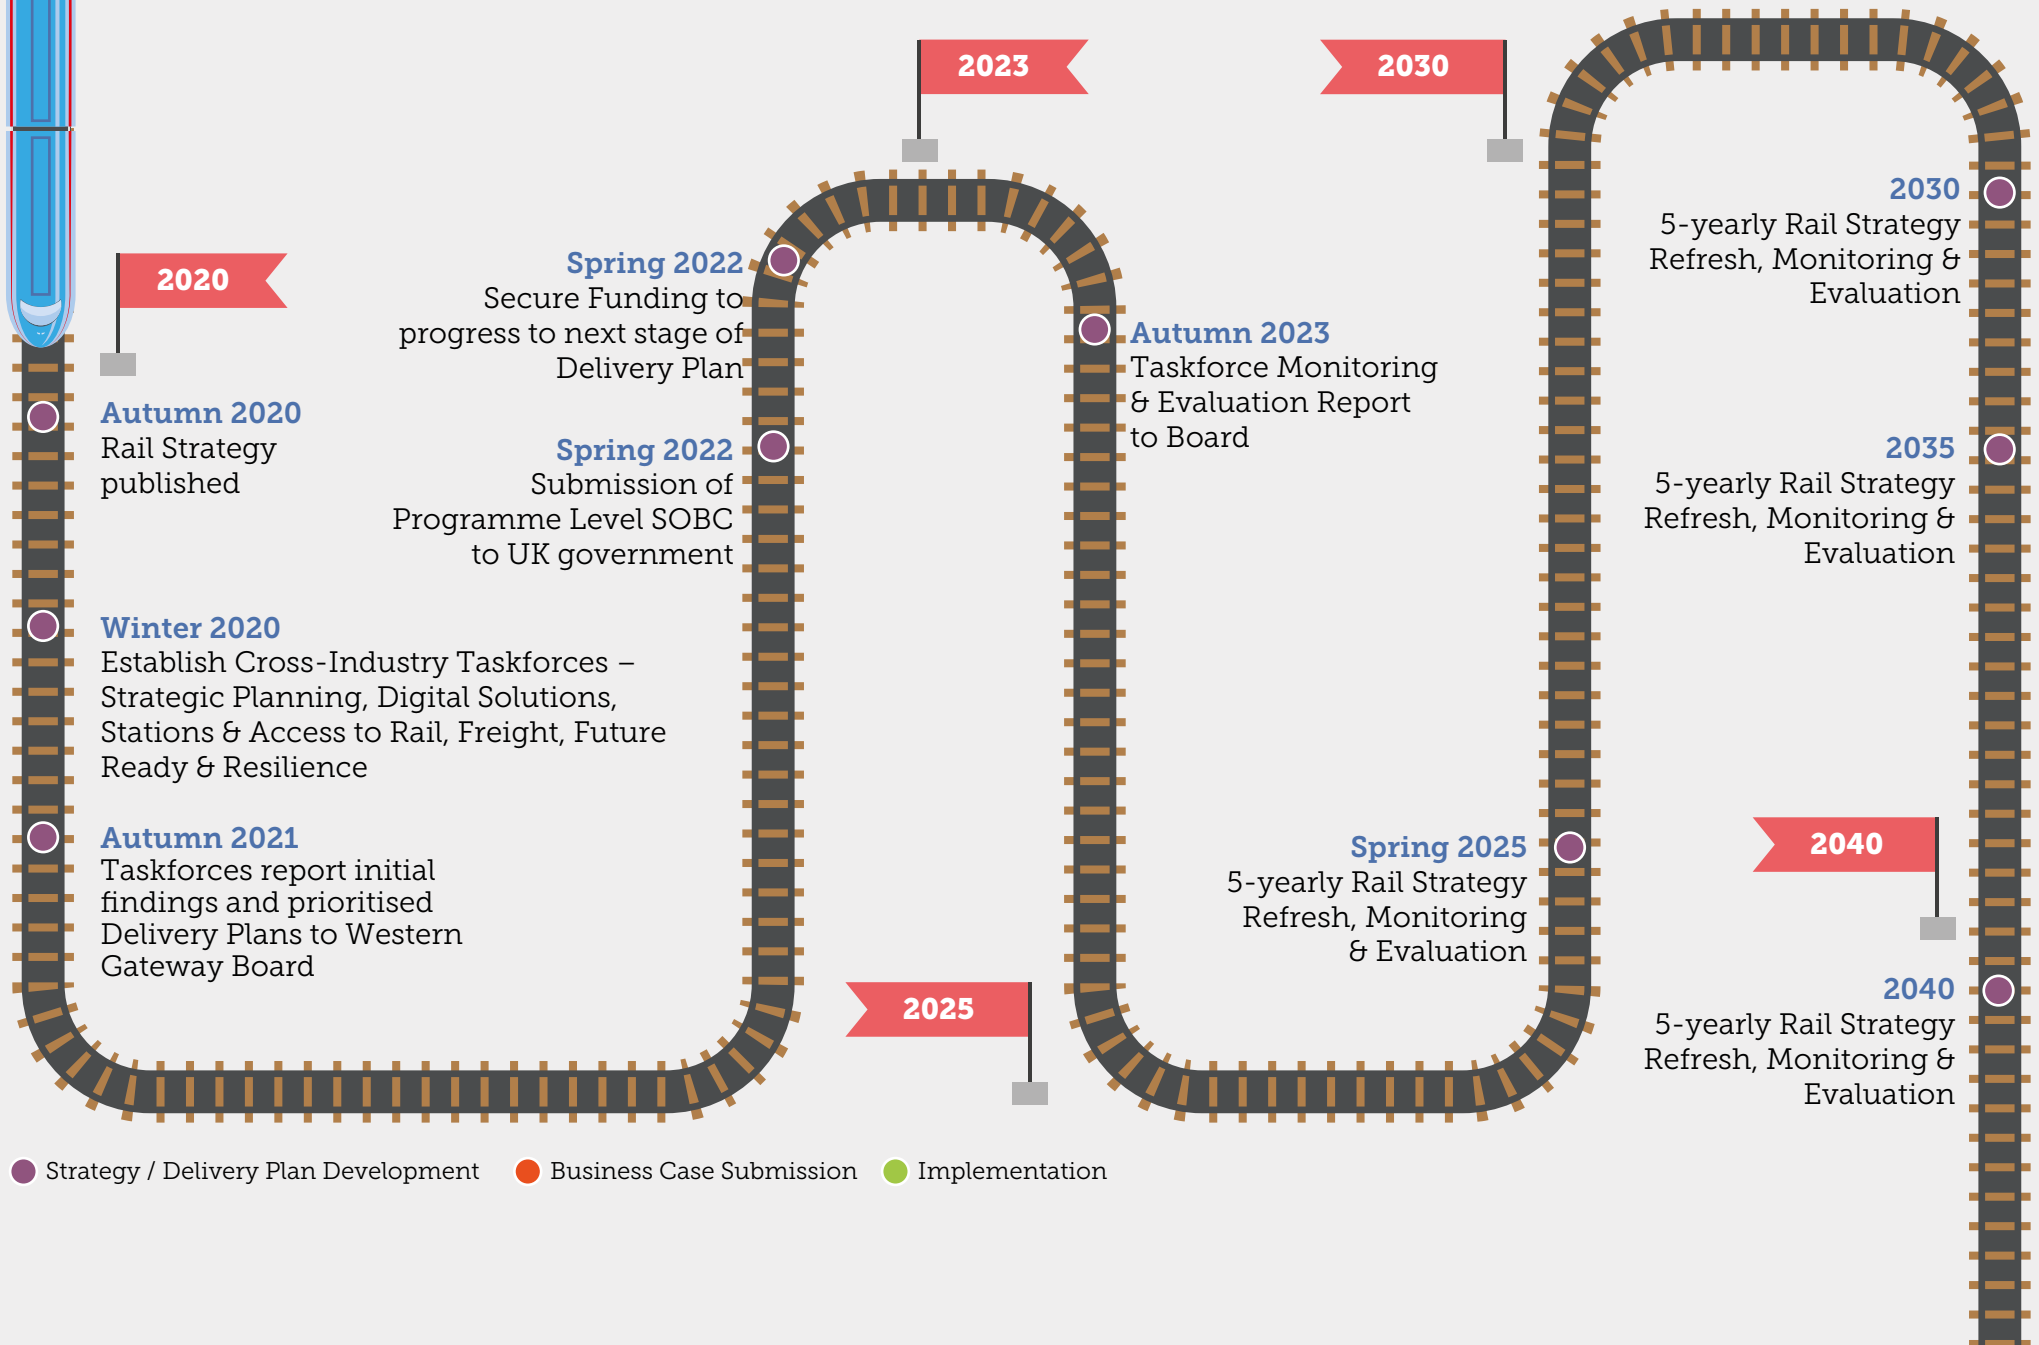 2020
Autumn 2020
Rail Strategy
published
Winter 2020
Establish Cross-Industry Taskforces –
Strategic Planning, Digital Solutions,
Stations & Access to Rail, Freight, Future
Ready & Resilience
Autumn 2021
Taskforces report initial
findings and prioritised
Delivery Plans to Western
Gateway Board
Spring 2022
Submission of
Programme Level SOBC
to UK government
Spring 2022
Secure Funding to
progress to next stage of
Delivery Plan
2023
Autumn 2023
Taskforce Monitoring
& Evaluation Report
to Board
2025
Spring 2025
5-yearly Rail Strategy
Refresh, Monitoring
& Evaluation
2030
2030
5-yearly Rail Strategy
Refresh, Monitoring &
Evaluation
2035
5-yearly Rail Strategy
Refresh, Monitoring &
Evaluation
2040
2040
5-yearly Rail Strategy
Refresh, Monitoring &
Evaluation
Strategy / Delivery Plan Development
Business Case Submission
Implementation